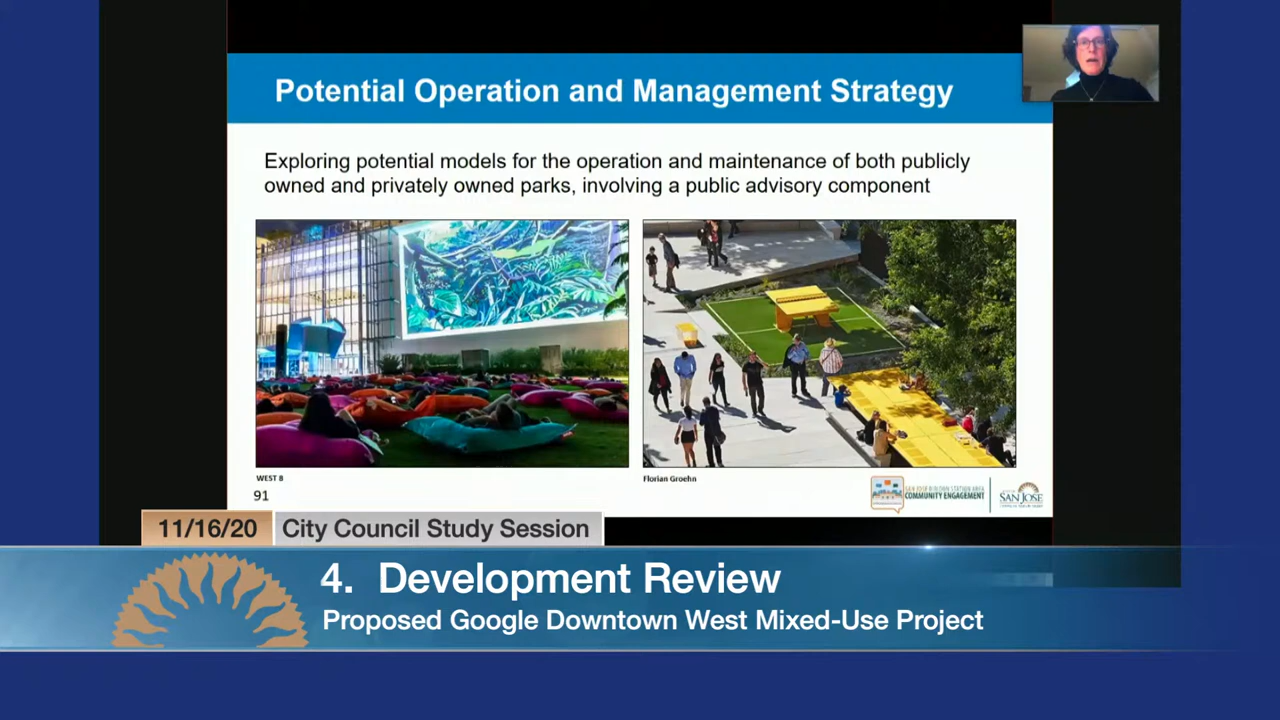 Potential Operation and Management Strategy
Exploring potential models for the operation and maintenance of both publicly
owned and privately owned parks, involving a public advisory component
WEST 8
Florian Groehn
91
COMMUNITY ENGAGEMENT
SAN JOSE
11/16/20 City Council Study Session
4. Development Review
Proposed Google Downtown West Mixed-Use Project